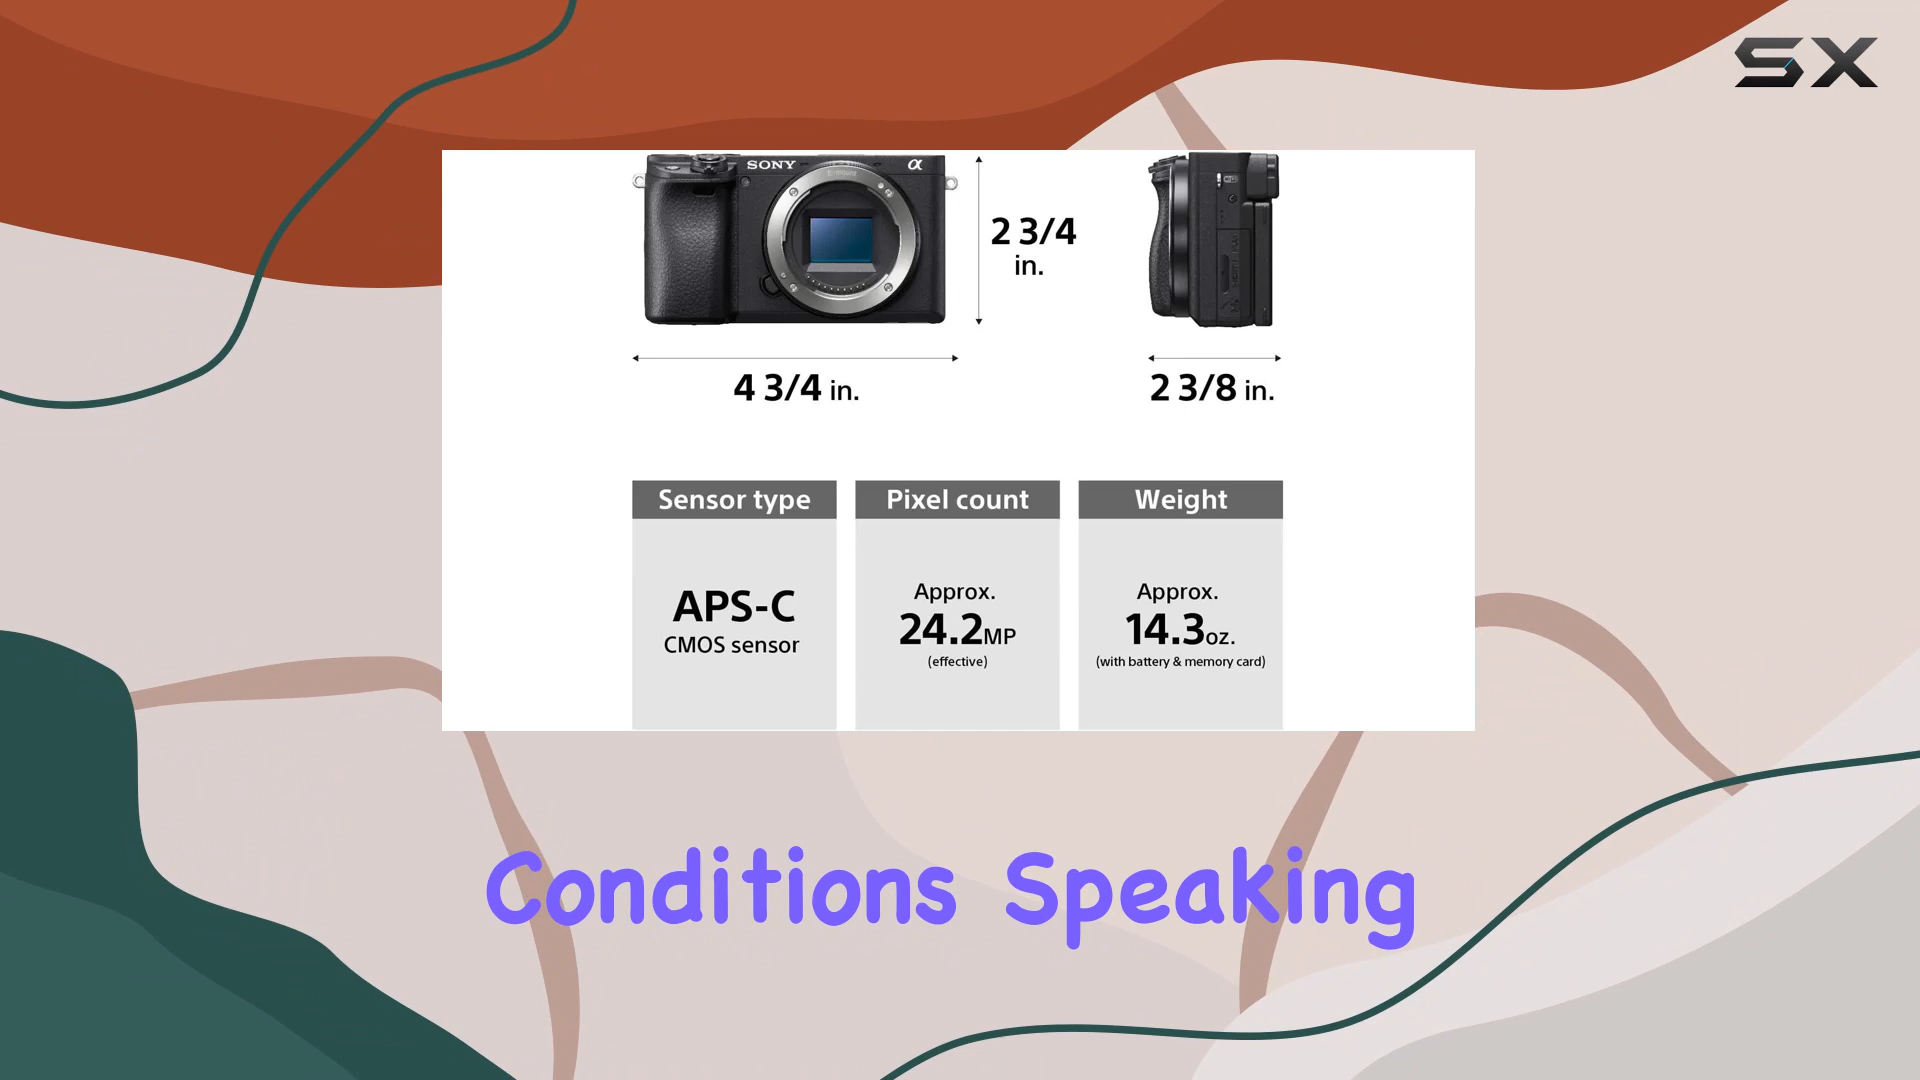 SX
SONY α
2 3/4
in.
4 3/4 in.
2 3/8 in.
Sensor type
Pixel count
Weight
APS-C
CMOS sensor
Approx.
24.2MP
(effective)
Approx.
14.3oz.
(with battery & memory card)
Conditions Speaking